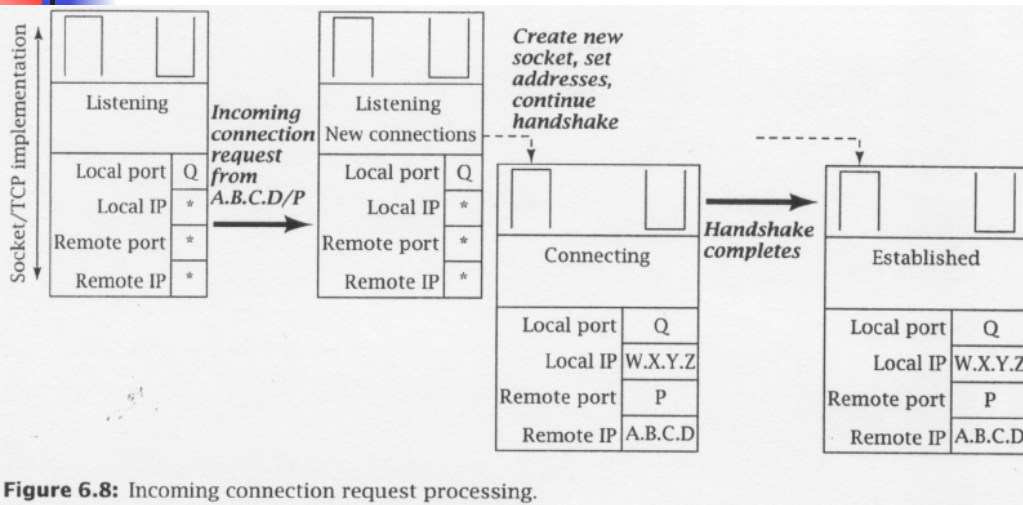 Socket/TCP implementation
Listening
Local port Q
Local IP *
Remote port *
Remote IP *
Incoming
connection
request
from
A.B.C.D/P
Listening
New connections
Local port Q
Local IP *
Remote port *
Remote IP *
Create new
socket, set
addresses,
continue
handshake
Connecting
Local port Q
Local IP W.X.Y.Z
Remote port P
Remote IP A.B.C.D
Handshake
completes
Established
Local port Q
Local IP W.X.Y.Z
Remote port P
Remote IP A.B.C.D
Figure 6.8: Incoming connection request processing.